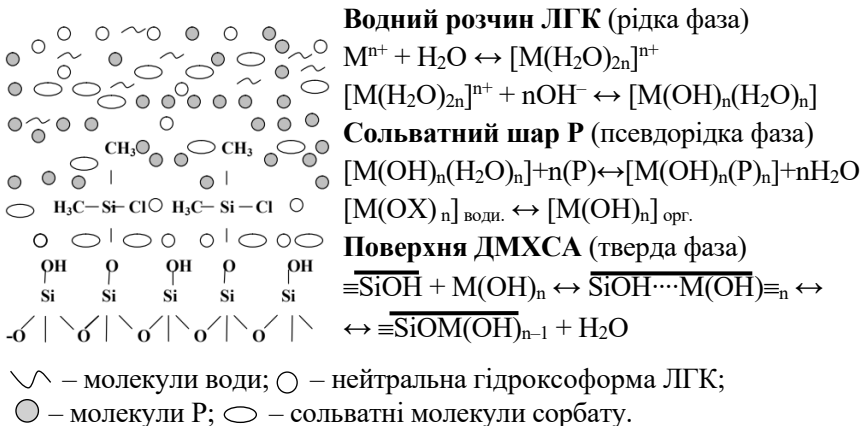 Водний розчин ЛГК (рідка фаза)
Mⁿ⁺ + H₂O ↔ [M(H₂O)₂ₙ]ⁿ⁺
[M(H₂O)₂ₙ]ⁿ⁺ + nOH⁻ ↔ [M(OH)ₙ(H₂O)ₙ]
Сольватний шар Р (псевдорідка фаза)
[M(OH)ₙ(H₂O)ₙ]+n(P)↔[M(OH)ₙ(P)ₙ]+nH₂O
[M(OX) ₙ] води. ↔ [M(OH)ₙ] орг.
Поверхня ДМХСА (тверда фаза)
≡SiOH + M(OH)ₙ ↔ SiOH····M(OH)≡ₙ ↔
↔ ≡SiOM(OH)ₙ₋₁ + H₂O
CH₃ CH₃
H₃C–Si–Cl H₃C–Si–Cl
OH O OH O OH
Si Si Si Si Si
-O O O O O
– молекули води; – нейтральна гідроксоформа ЛГК;
– молекули Р; – сольватні молекули сорбату.